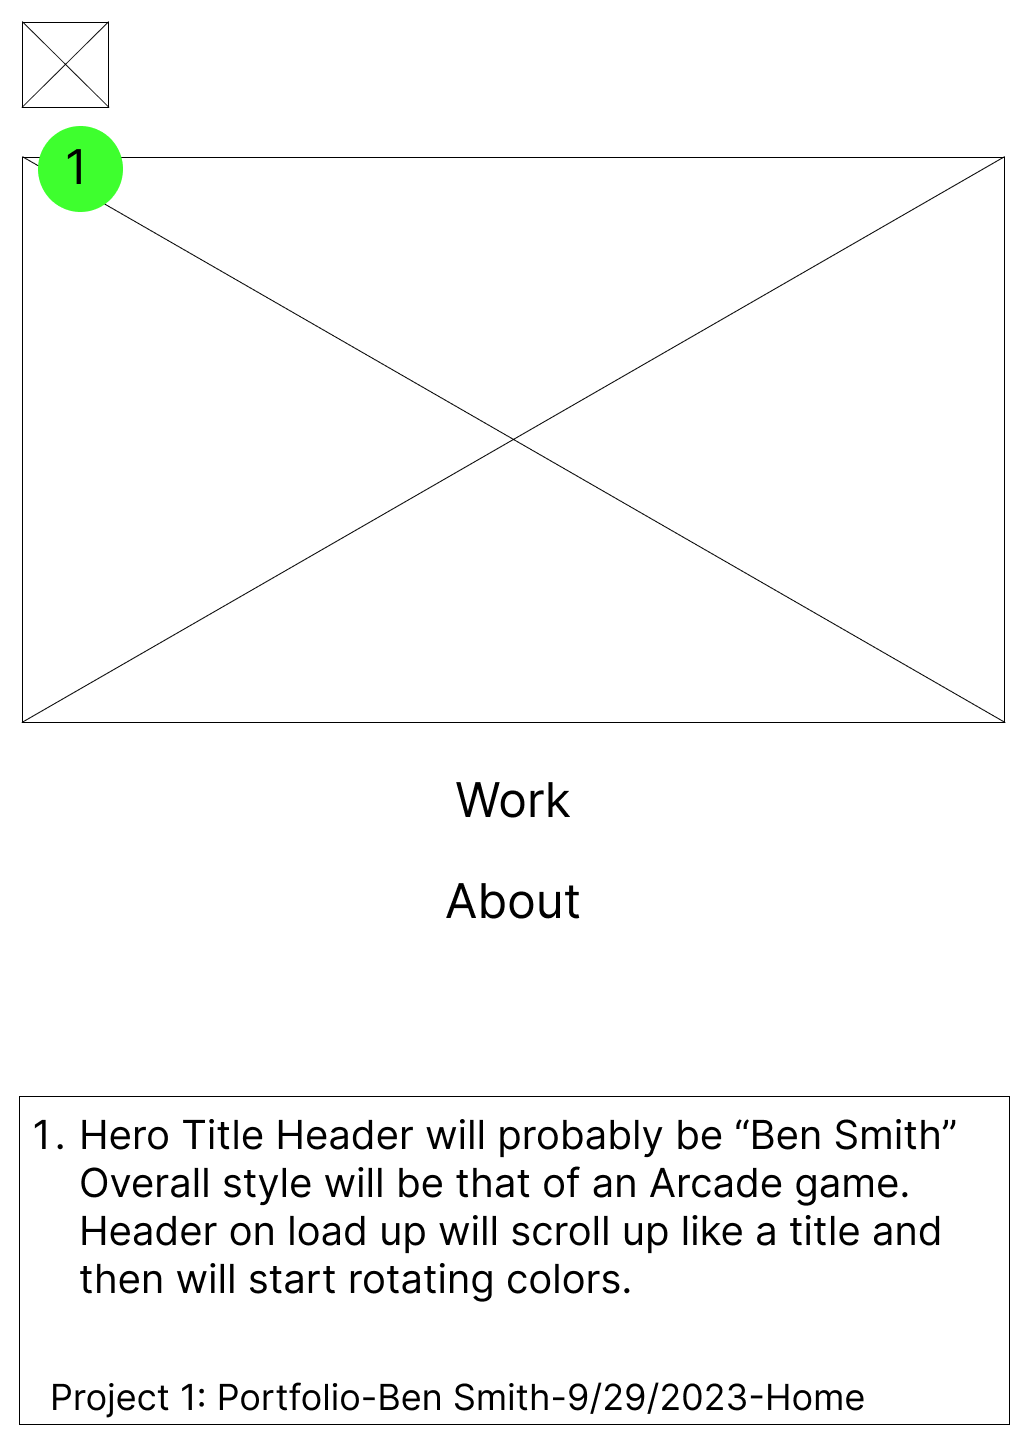 1
Work
About
1. Hero Title Header will probably be “Ben Smith”
Overall style will be that of an Arcade game.
Header on load up will scroll up like a title and
then will start rotating colors.
Project 1: Portfolio-Ben Smith-9/29/2023-Home